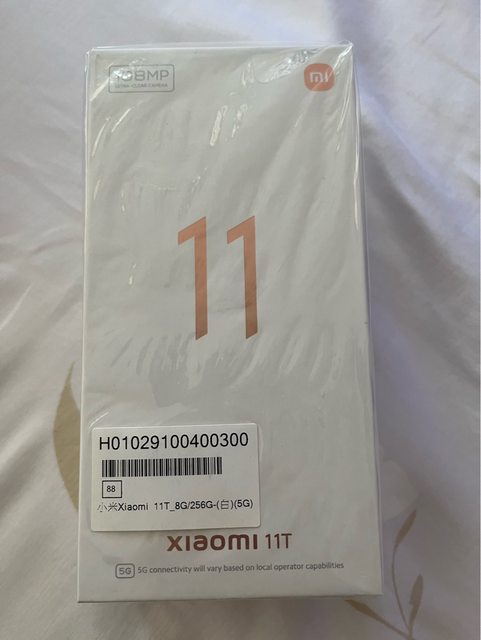 108MP
ULTRA-CLEAR CAMERA
mi
11
H01029100400300
88
小米Xiaomi 11T_8G/256G-(白)(5G)
xiaomi 11T
5G 5G connectivity will vary based on local operator capabilities